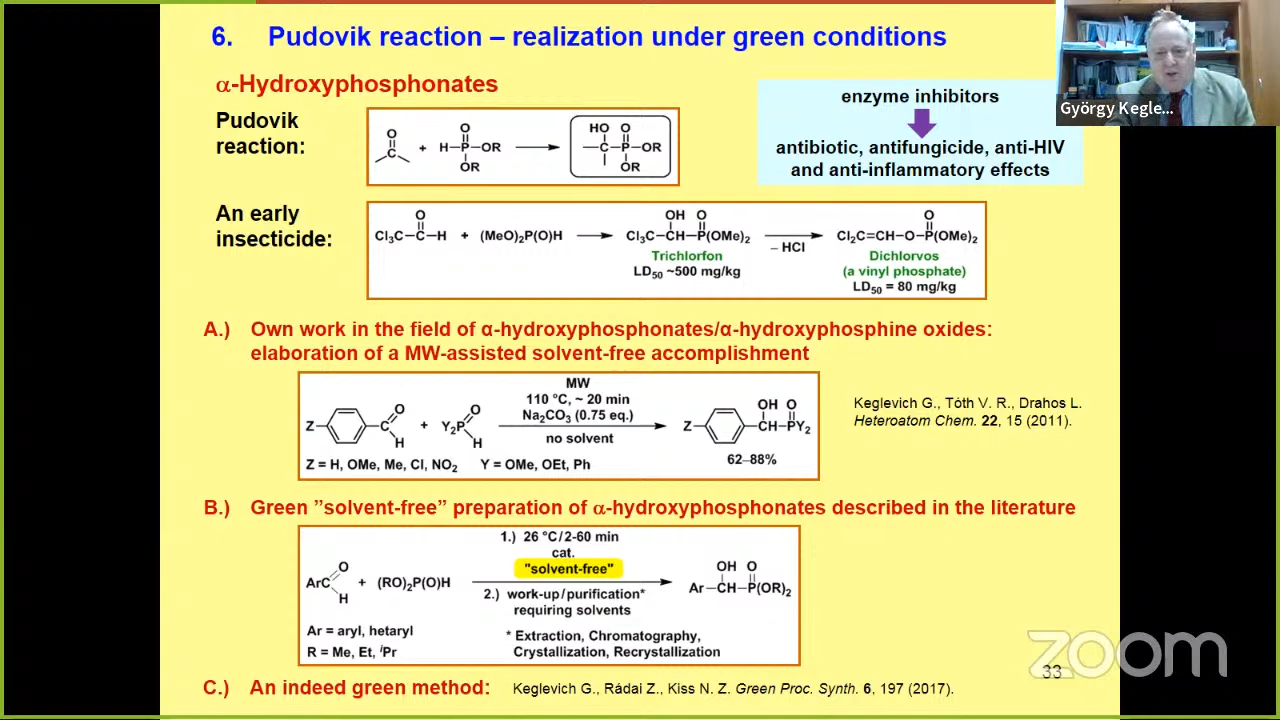 6. Pudovik reaction – realization under green conditions
α-Hydroxyphosphonates
Pudovik
reaction:
O
C
+
O
H–P–OR
OR
HO O
C–P–OR
OR
enzyme inhibitors
antibiotic, antifungicide, anti-HIV
and anti-inflammatory effects
György Kegle...
An early
insecticide:
O
Cl₃C–C–H + (MeO)₂P(O)H
OH O
Cl₃C–CH–P(OMe)₂
Trichlorfon
LD₅₀ ~500 mg/kg
– HCl
O
Cl₂C=CH–O–P(OMe)₂
Dichlorvos
(a vinyl phosphate)
LD₅₀ = 80 mg/kg
A.) Own work in the field of α-hydroxyphosphonates/α-hydroxyphosphine oxides:
elaboration of a MW-assisted solvent-free accomplishment
Z
O
C
H
+
O
Y₂P
H
MW
110 °C, ~ 20 min
Na₂CO₃ (0.75 eq.)
no solvent
OH O
Z
CH–PY₂
62–88%
Z = H, OMe, Me, Cl, NO₂ Y = OMe, OEt, Ph
Keglevich G., Tóth V. R., Drahos L.
Heteroatom Chem. 22, 15 (2011).
B.) Green ”solvent-free” preparation of α-hydroxyphosphonates described in the literature
O
ArC
H
+ (RO)₂P(O)H
1.) 26 °C/2-60 min
cat.
"solvent-free"
2.) work-up/purification*
requiring solvents
OH O
Ar–CH–P(OR)₂
Ar = aryl, hetaryl
R = Me, Et, ⁱPr
* Extraction, Chromatography,
Crystallization, Recrystallization
C.) An indeed green method: Keglevich G., Rádai Z., Kiss N. Z. Green Proc. Synth. 6, 197 (2017).
33
zoom